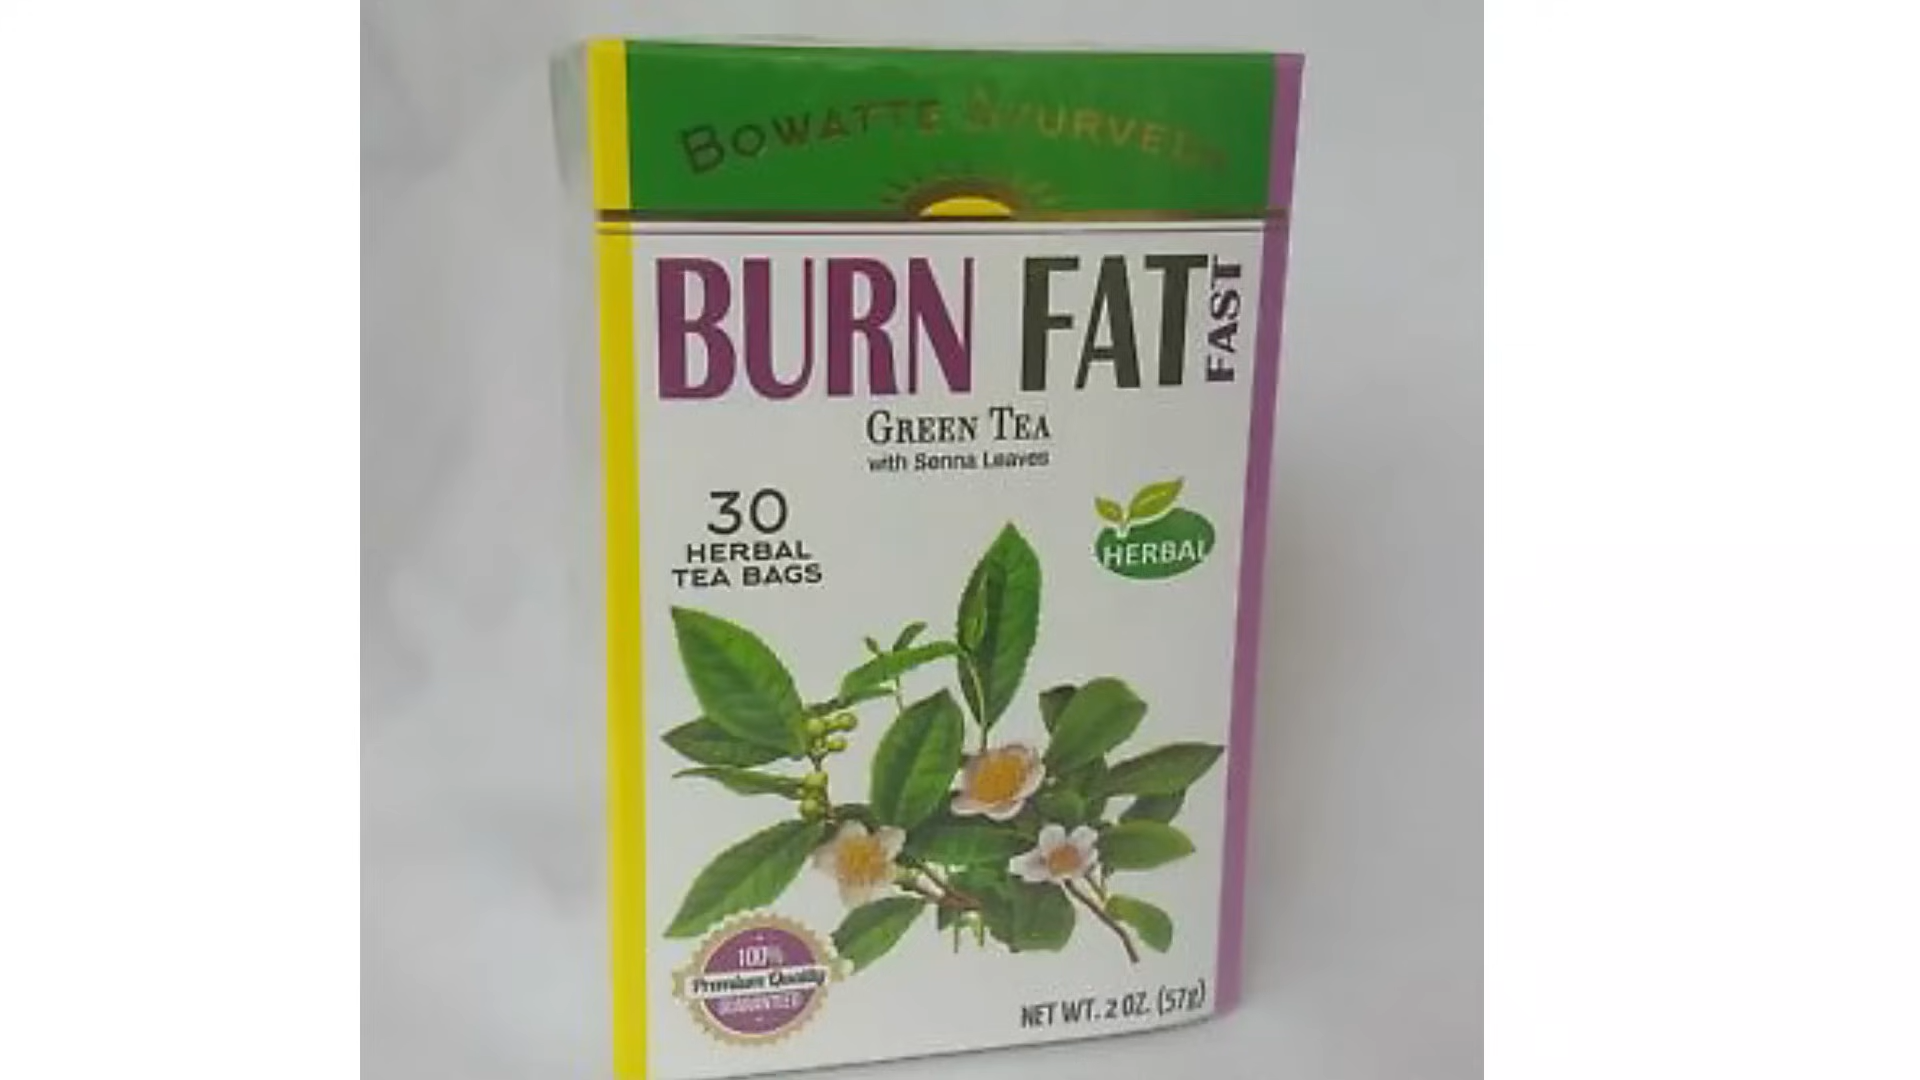 BOWATTE AYURVEDA
BURN FAT FAST
GREEN TEA
with Senna Leaves
30
HERBAL
TEA BAGS
HERBAL
100%
Premium Quality
GUARANTEED
NET WT. 2 OZ. (57g)